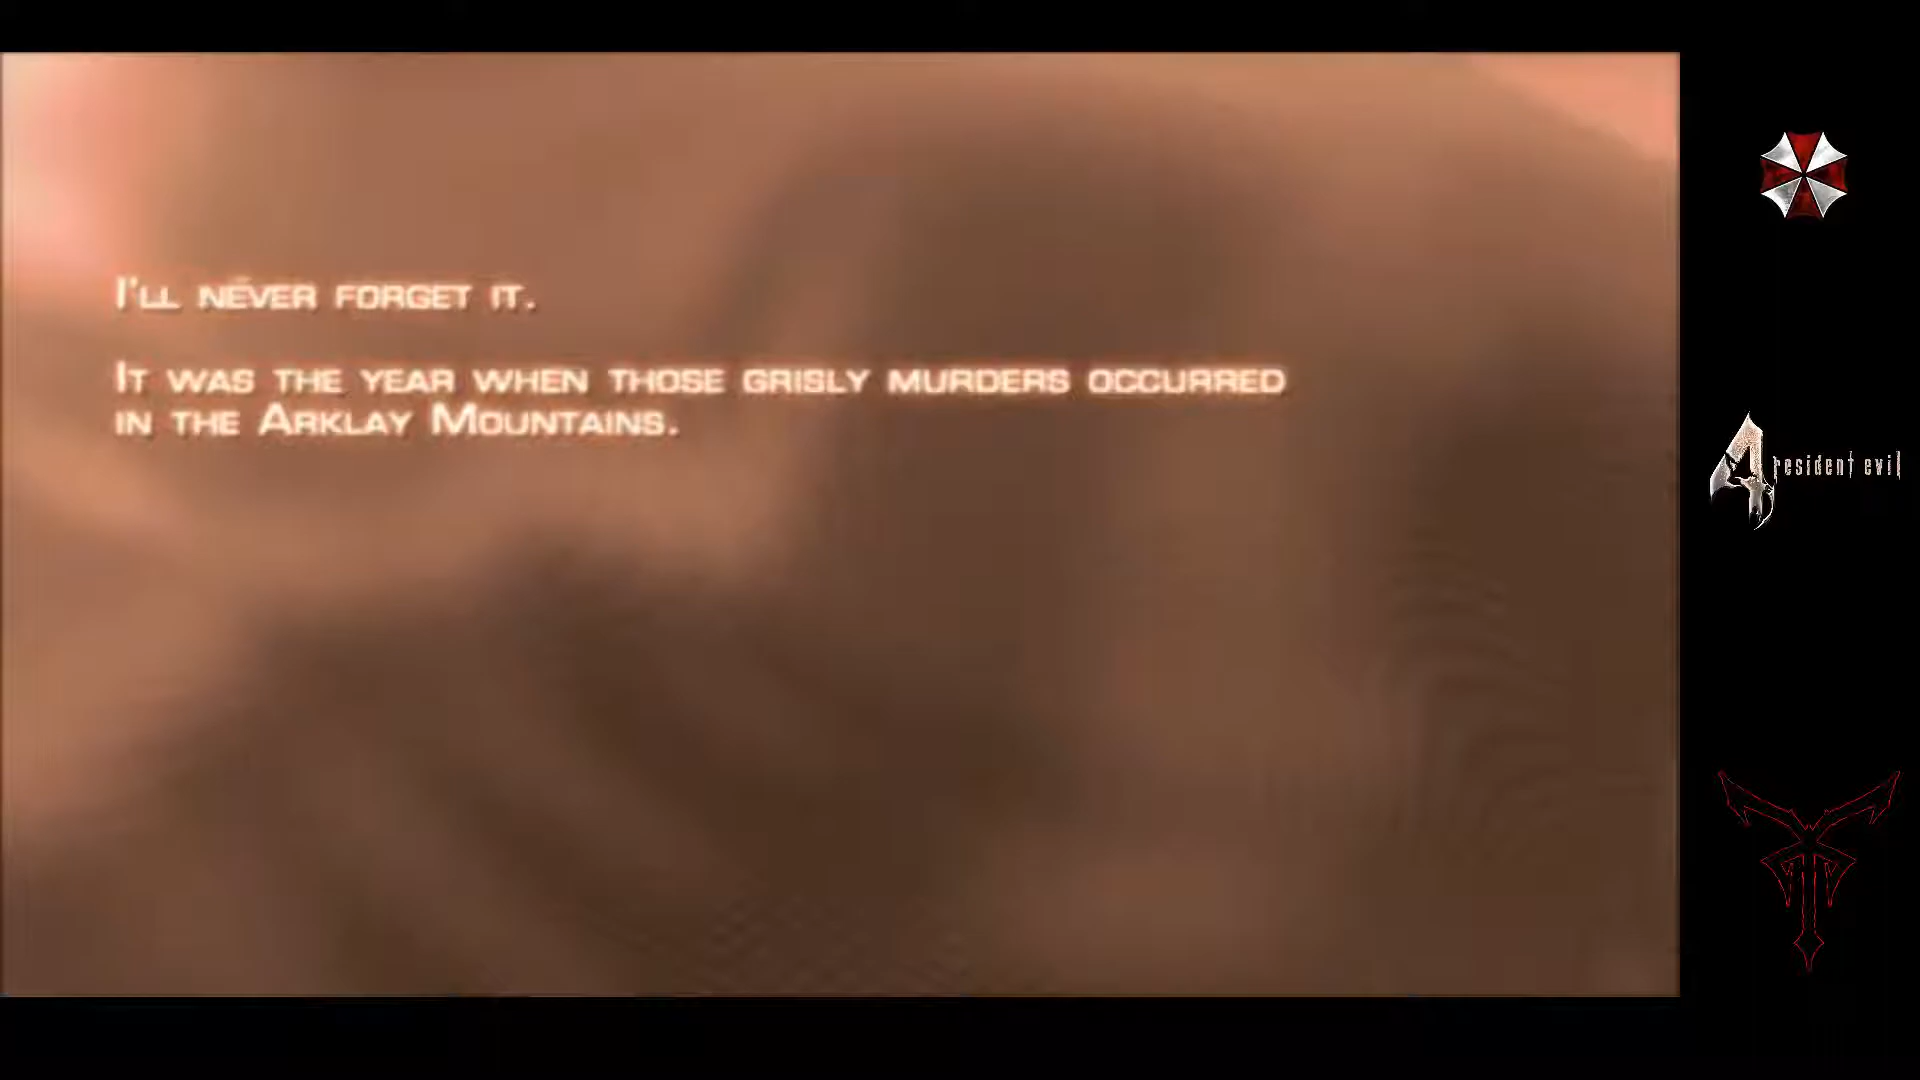 I'll never forget it.
It was the year when those grisly murders occurred
in the Arklay Mountains.
4 resident evil